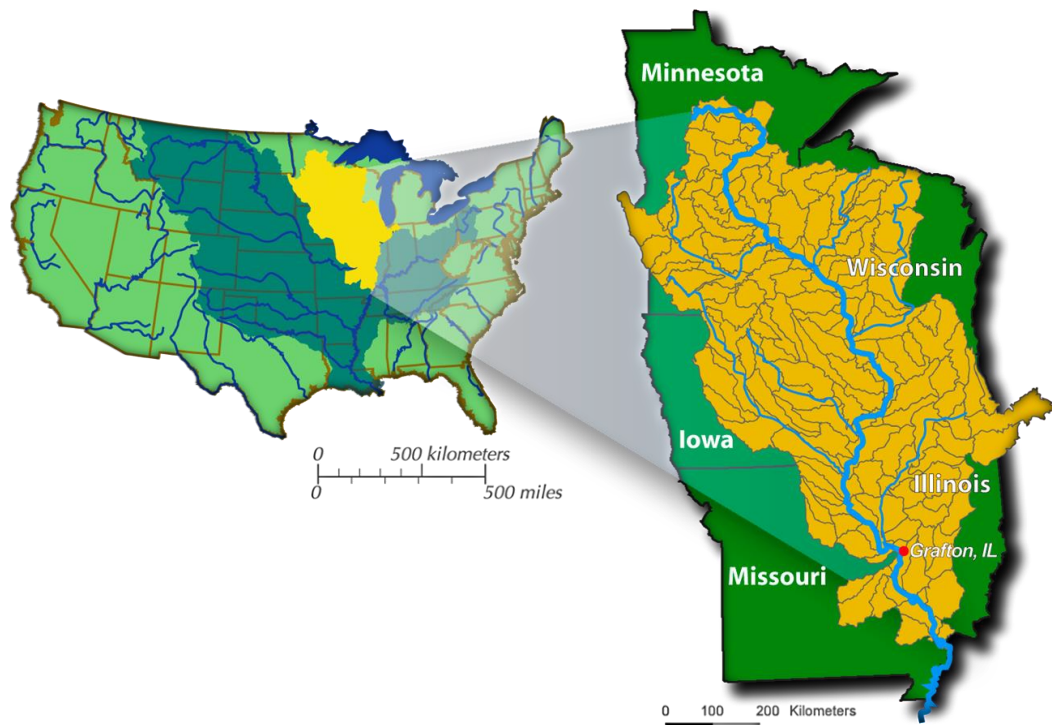 Minnesota
Wisconsin
Iowa
0 500 kilometers
0 500 miles
Illinois
Grafton, IL
Missouri
0 100 200 Kilometers